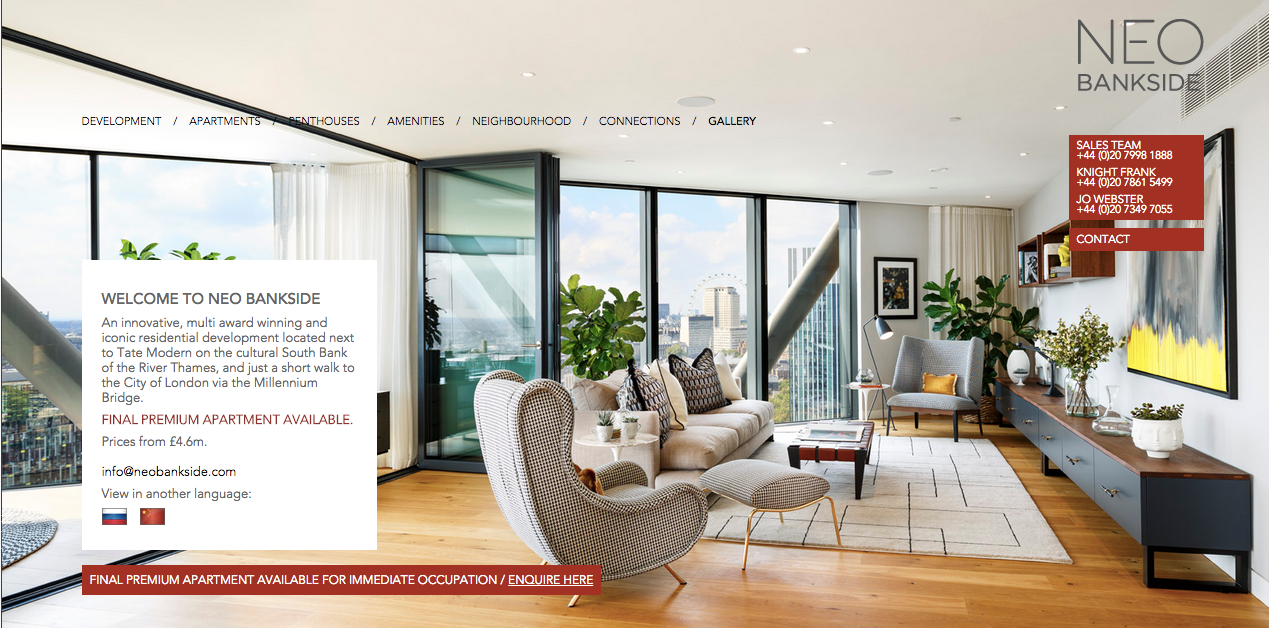 NEO
BANKSIDE
DEVELOPMENT / APARTMENTS / PENTHOUSES / AMENITIES / NEIGHBOURHOOD / CONNECTIONS / GALLERY
SALES TEAM
+44 (0)20 7998 1888
KNIGHT FRANK
+44 (0)20 7861 5499
JO WEBSTER
+44 (0)20 7349 7055
CONTACT
WELCOME TO NEO BANKSIDE
An innovative, multi award winning and
iconic residential development located next
to Tate Modern on the cultural South Bank
of the River Thames, and just a short walk to
the City of London via the Millennium
Bridge.
FINAL PREMIUM APARTMENT AVAILABLE.
Prices from £4.6m.
info@neobankside.com
View in another language:
FINAL PREMIUM APARTMENT AVAILABLE FOR IMMEDIATE OCCUPATION / ENQUIRE HERE